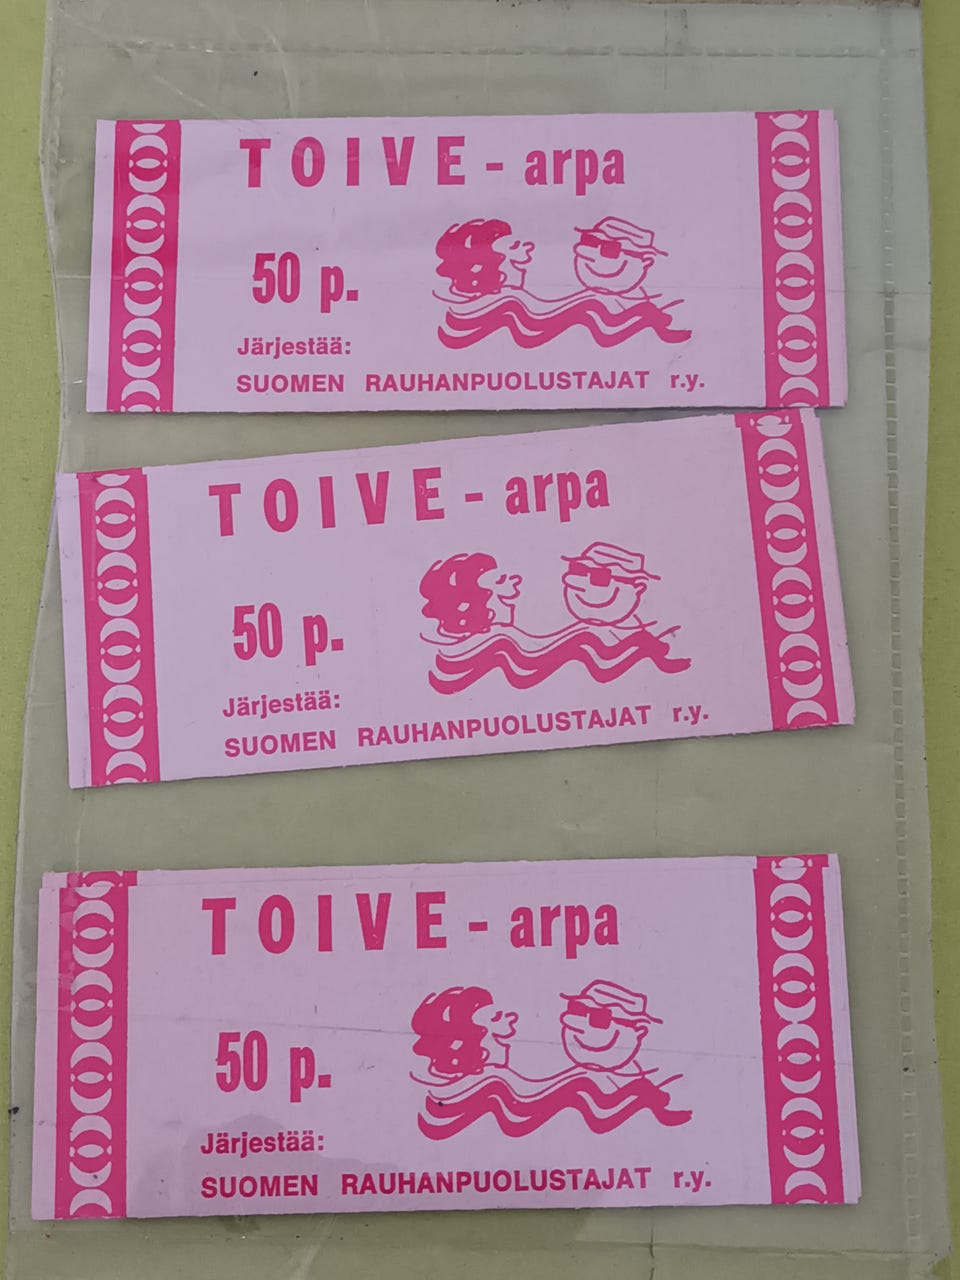 TOIVE - arpa
50 p.
Järjestää:
SUOMEN RAUHANPUOLUSTAJAT r.y.
TOIVE - arpa
50 p.
Järjestää:
SUOMEN RAUHANPUOLUSTAJAT r.y.
TOIVE - arpa
50 p.
Järjestää:
SUOMEN RAUHANPUOLUSTAJAT r.y.